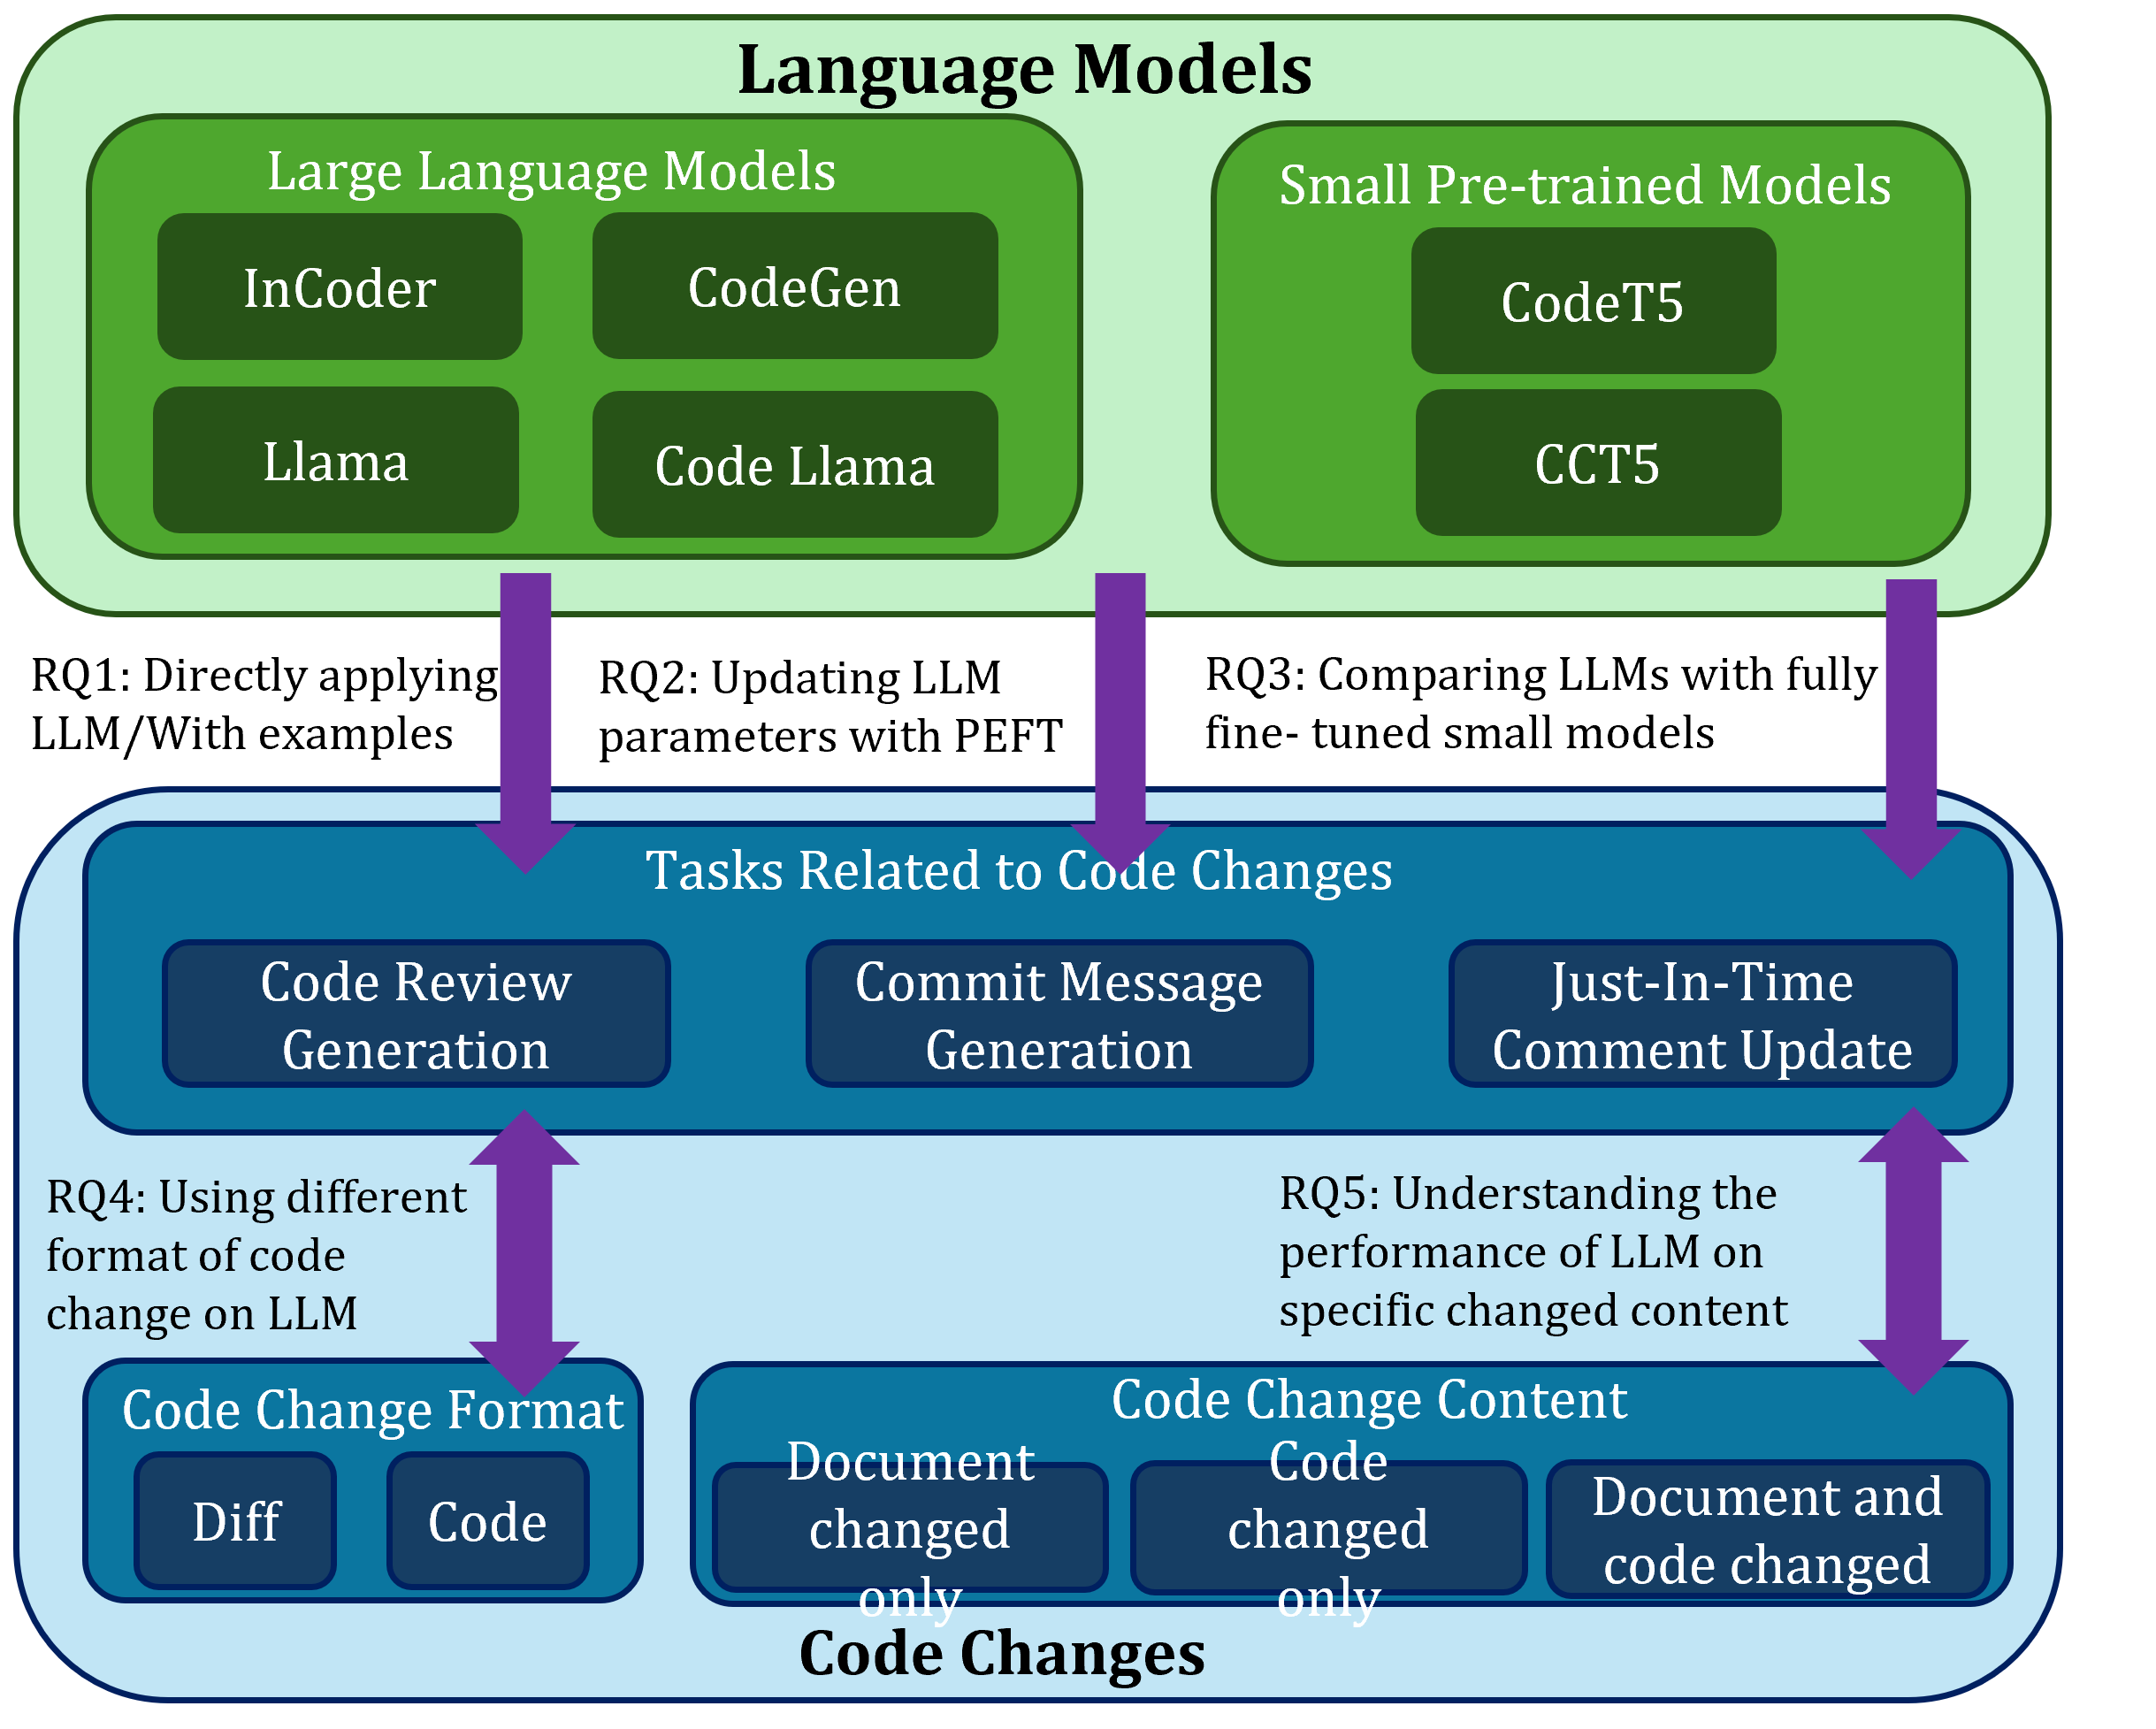 Language Models
Large Language Models
InCoder
CodeGen
Llama
Code Llama
Small Pre-trained Models
CodeT5
CCT5
RQ1: Directly applying
LLM/With examples
RQ2: Updating LLM
parameters with PEFT
RQ3: Comparing LLMs with fully
fine- tuned small models
Tasks Related to Code Changes
Code Review
Generation
Commit Message
Generation
Just-In-Time
Comment Update
RQ4: Using different
format of code
change on LLM
RQ5: Understanding the
performance of LLM on
specific changed content
Code Change Format
Diff
Code
Code Change Content
Document
changed
only
Code
changed
only
Document and
code changed
Code Changes